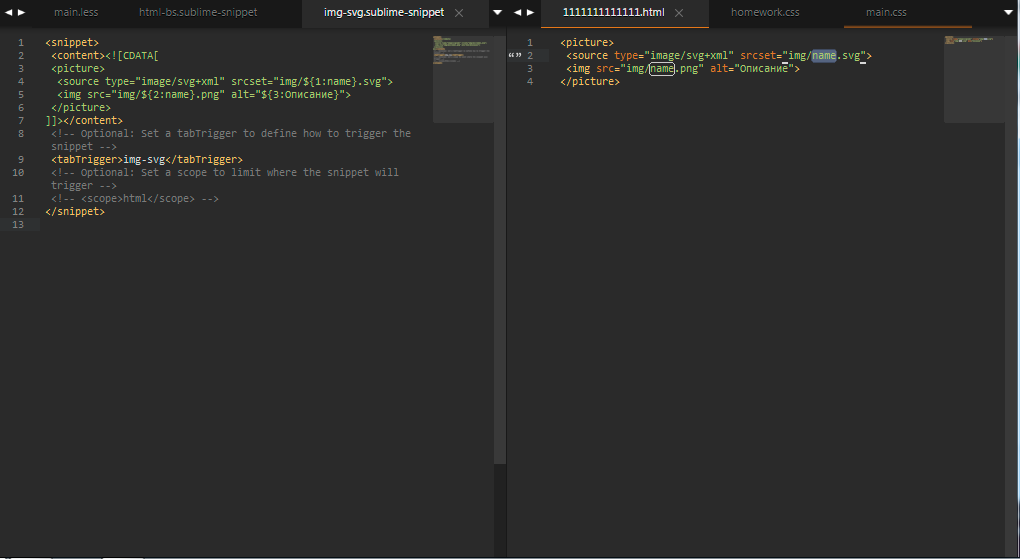 main.less html-bs.sublime-snippet img-svg.sublime-snippet
1 <snippet>
2 <content><![CDATA[
3 <picture>
4 <source type="image/svg+xml" srcset="img/${1:name}.svg">
5 <img src="img/${2:name}.png" alt="${3:Описание}">
6 </picture>
7 ]]></content>
8 <!-- Optional: Set a tabTrigger to define how to trigger the
snippet -->
9 <tabTrigger>img-svg</tabTrigger>
10 <!-- Optional: Set a scope to limit where the snippet will
trigger -->
11 <!-- <scope>html</scope> -->
12 </snippet>
13
1111111111111.html homework.css main.css
1 <picture>
2 <source type="image/svg+xml" srcset="img/name.svg">
3 <img src="img/name.png" alt="Описание">
4 </picture>